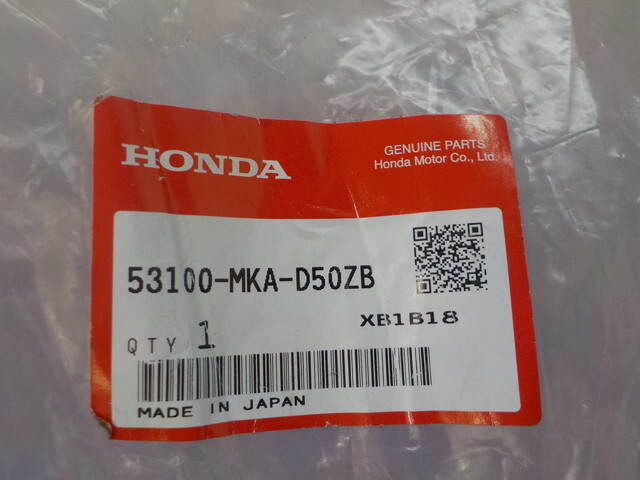 HONDA
GENUINE PARTS
Honda Motor Co., Ltd.
53100-MKA-D50ZB
XB1B18
QTY 1
MADE IN JAPAN